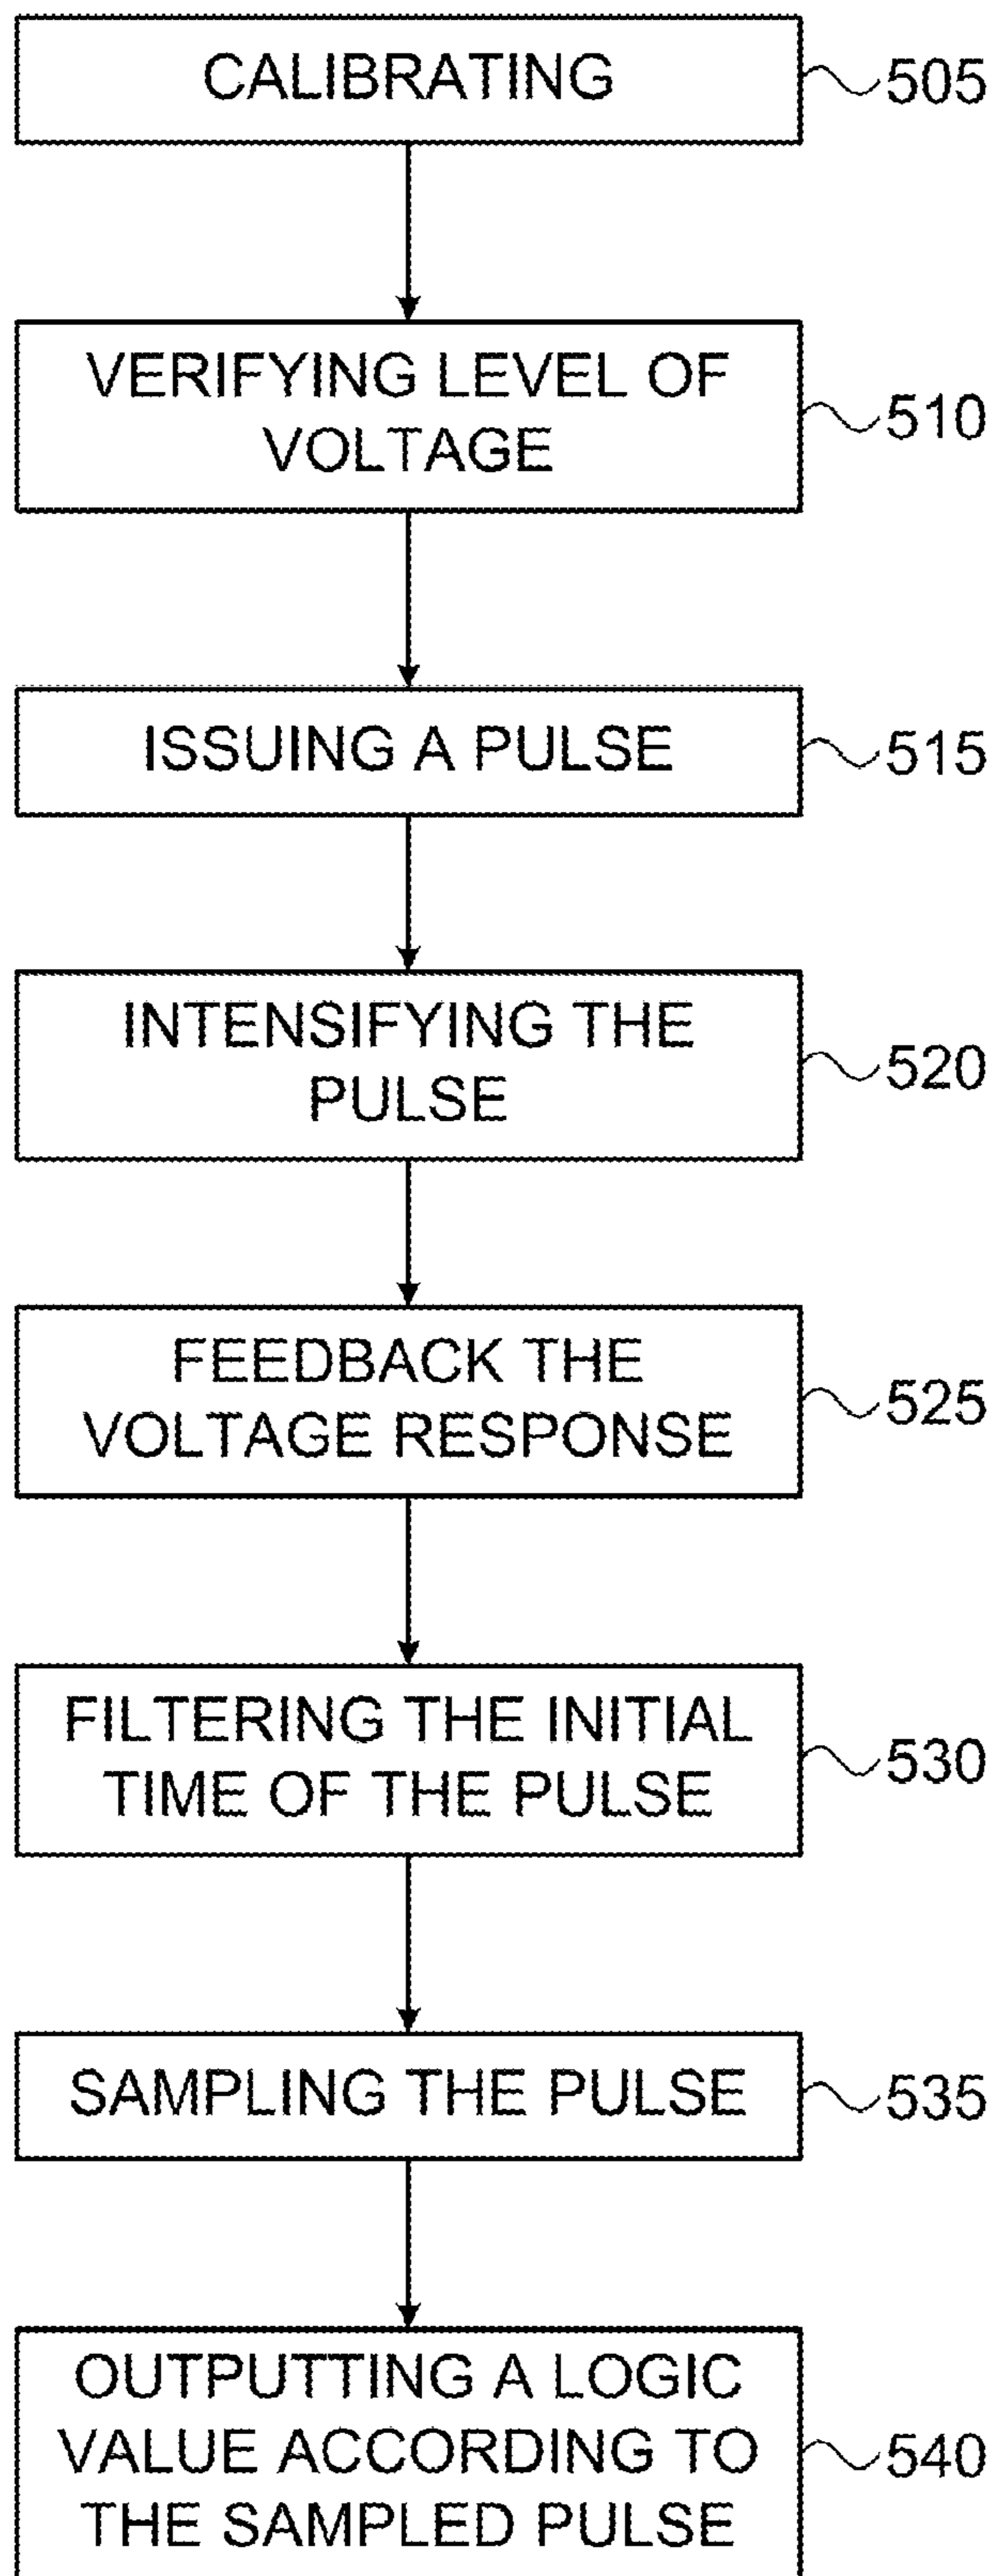 CALIBRATING
505
VERIFYING LEVEL OF
VOLTAGE
510
ISSUING A PULSE
515
INTENSIFYING THE
PULSE
520
FEEDBACK THE
VOLTAGE RESPONSE
525
FILTERING THE INITIAL
TIME OF THE PULSE
530
SAMPLING THE PULSE
535
OUTPUTTING A LOGIC
VALUE ACCORDING TO
THE SAMPLED PULSE
540